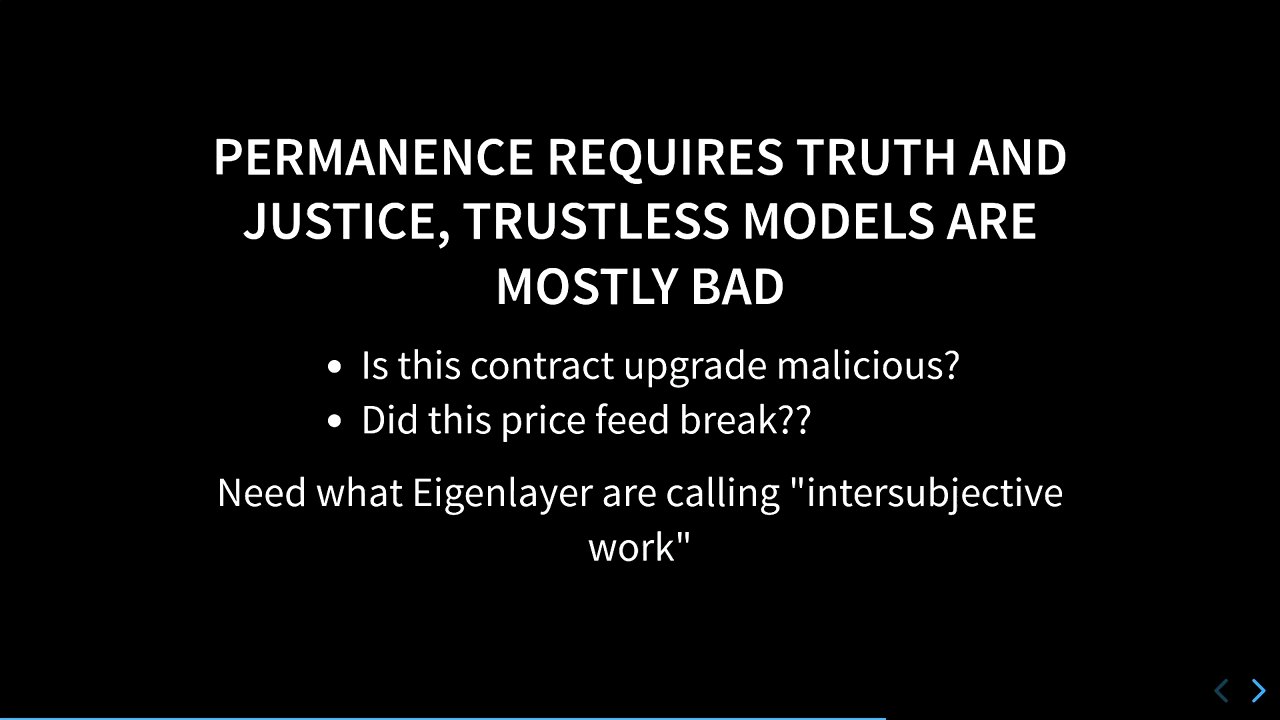 PERMANENCE REQUIRES TRUTH AND
JUSTICE, TRUSTLESS MODELS ARE
MOSTLY BAD
• Is this contract upgrade malicious?
• Did this price feed break??
Need what Eigenlayer are calling "intersubjective
work"